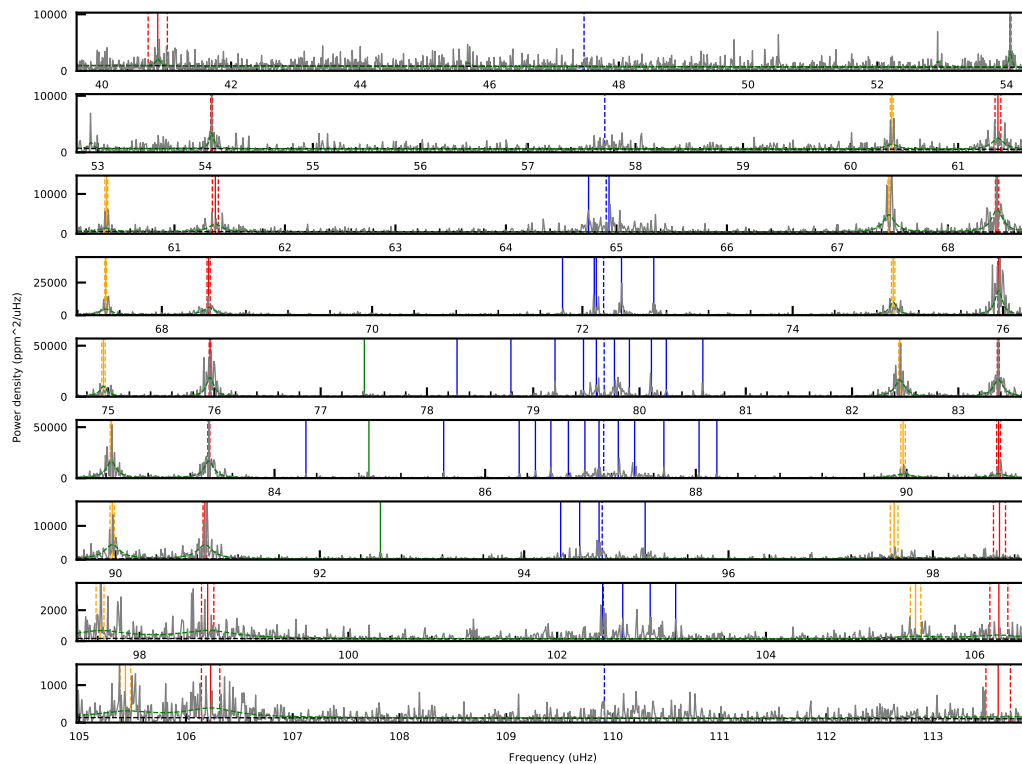 10000
0
40 42 44 46 48 50 52 54
10000
0
53 54 55 56 57 58 59 60 61
10000
0
61 62 63 64 65 66 67 68
25000
0
68 70 72 74 76
50000
0
75 76 77 78 79 80 81 82 83
50000
0
84 86 88 90
10000
0
90 92 94 96 98
2000
0
98 100 102 104 106
1000
0
105 106 107 108 109 110 111 112 113
Power density (ppm^2/uHz)
Frequency (uHz)